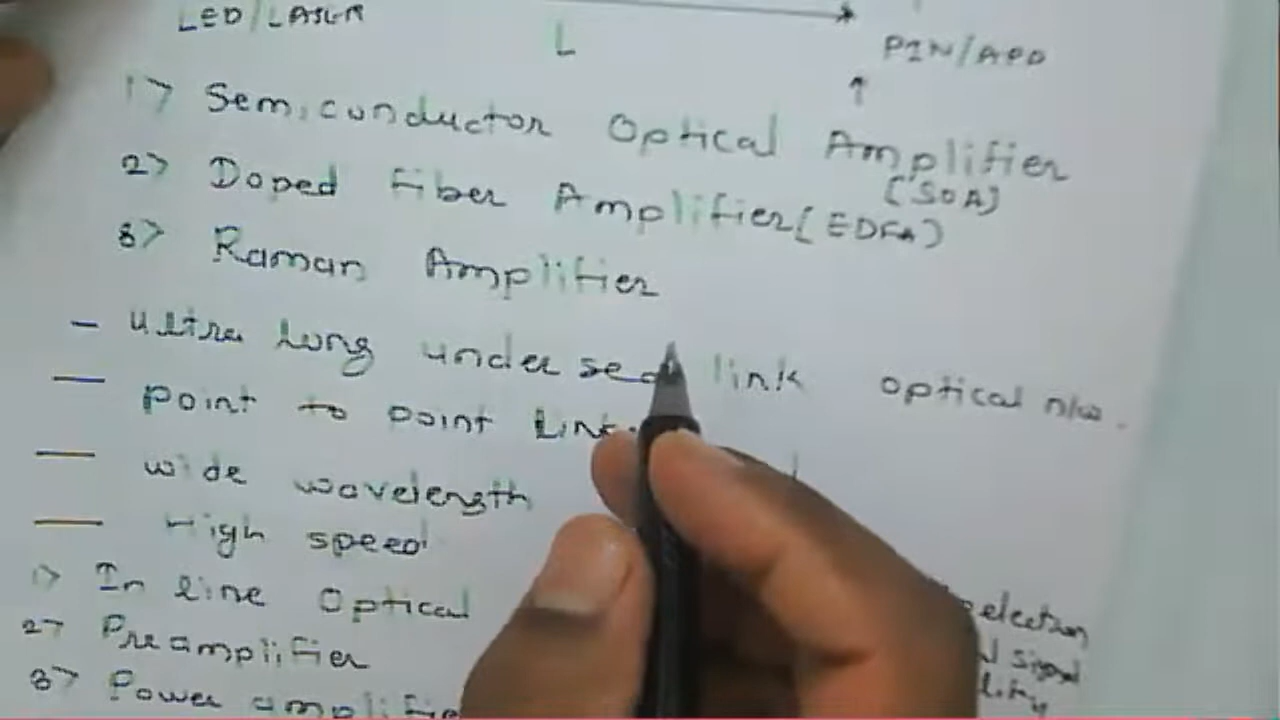 LED/LASER
L
PIN/APD
1> Semiconductor Optical Amplifier
(SOA)
2> Doped fiber Amplifier (EDFA)
3> Raman Amplifier
- Ultra long undersea link optical n/w.
- point to point Link
- wide wavelength
- High speed
1> In line Optical
2> Preamplifier
3> Power amplifie
signal